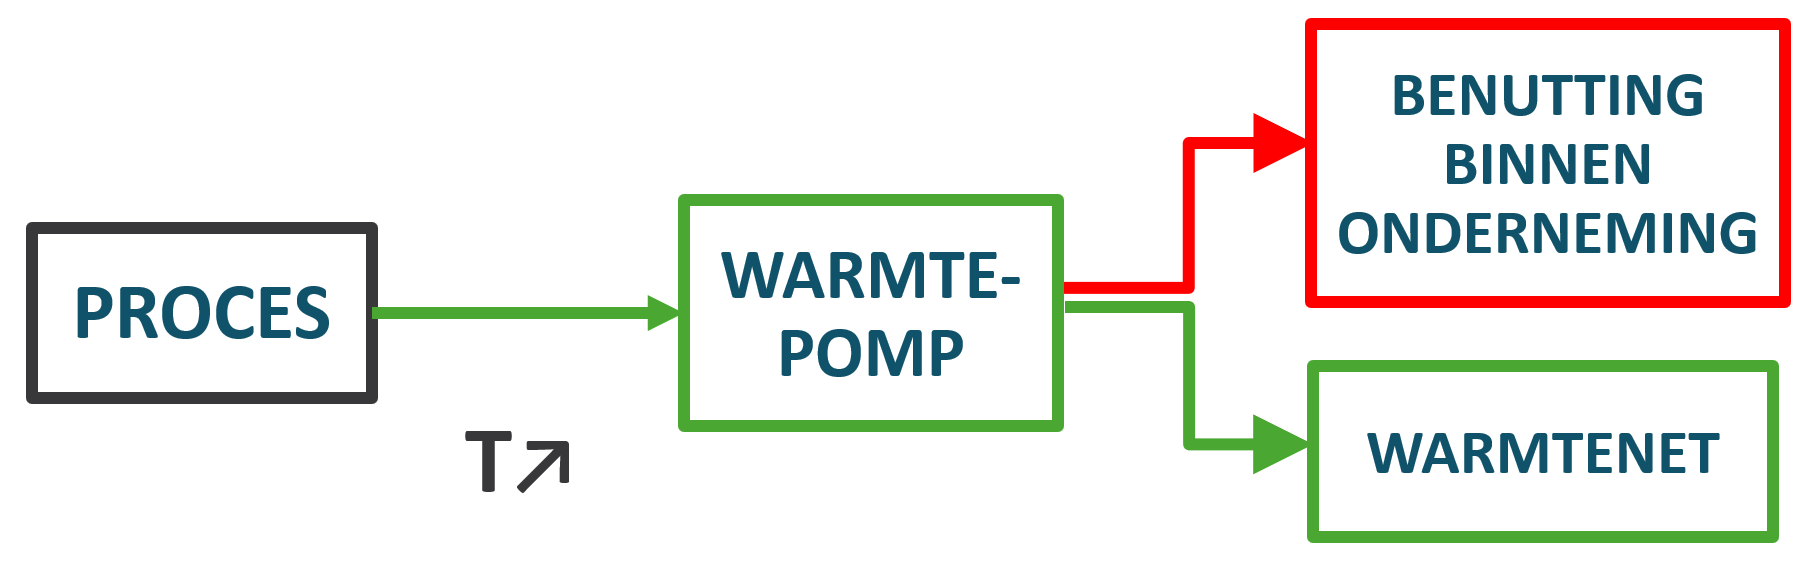 PROCES
T↗
WARMTE-
POMP
BENUTTING
BINNEN
ONDERNEMING
WARMTENET